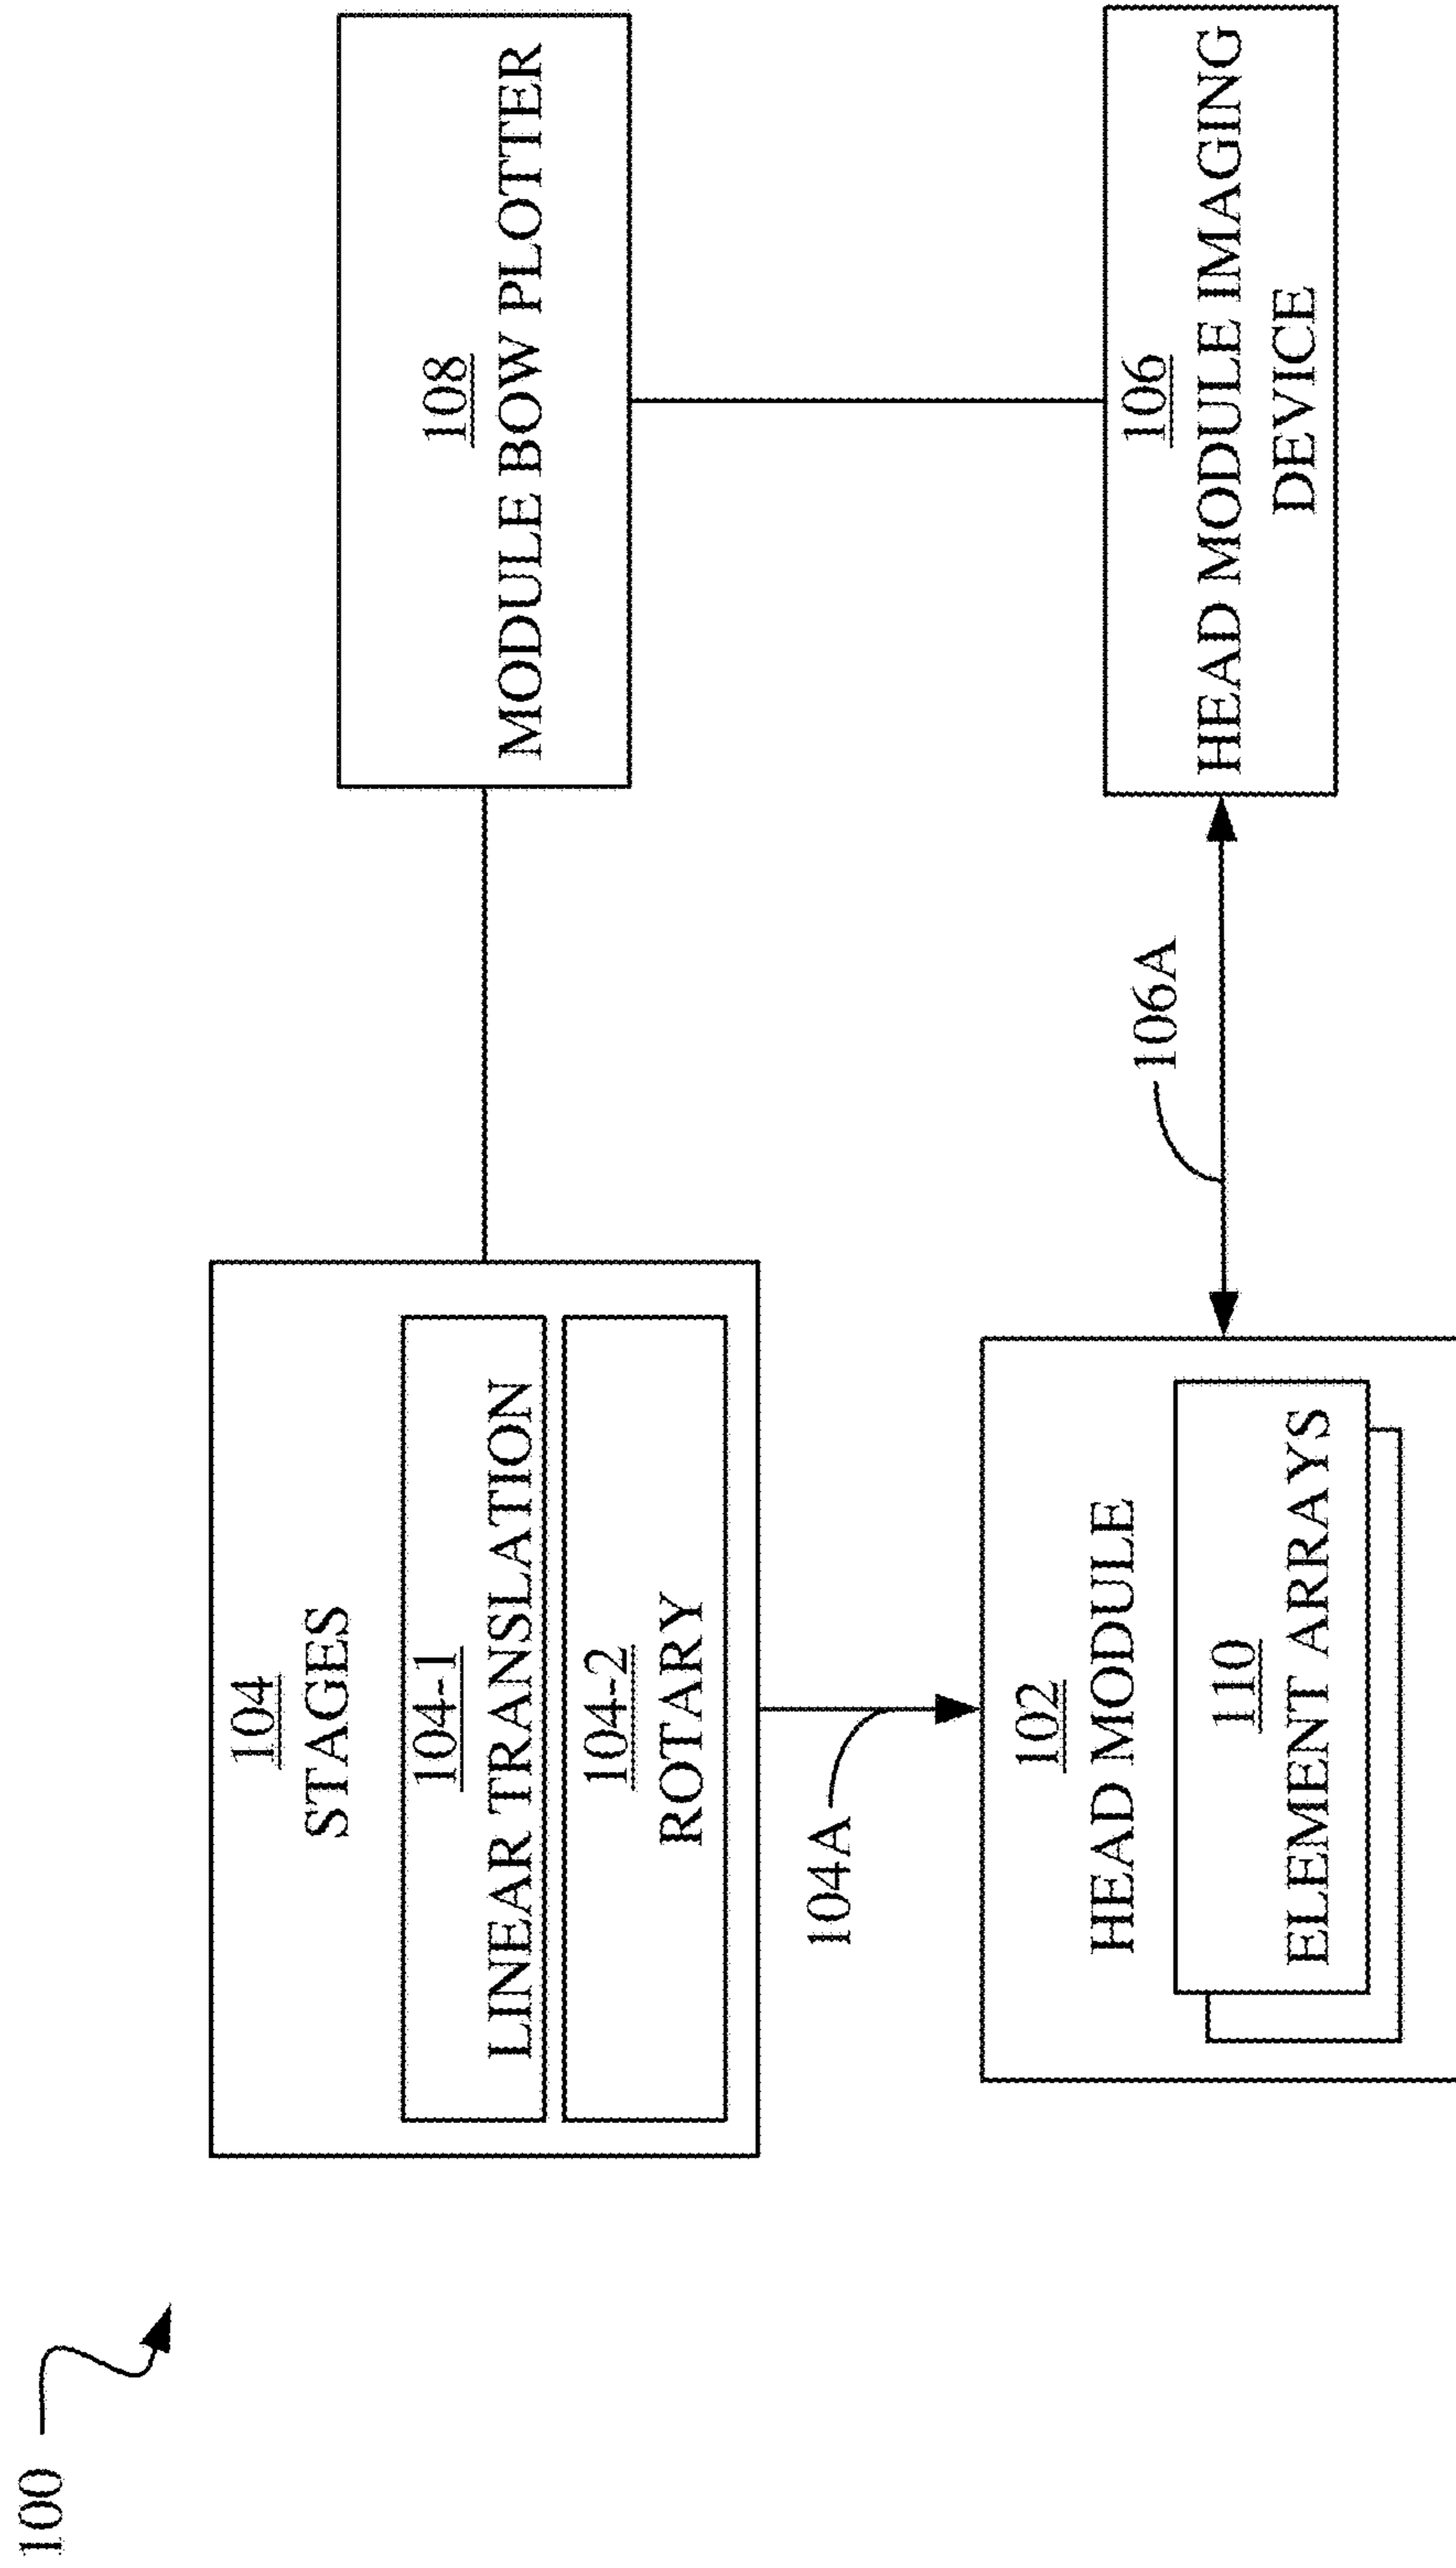 100
104
STAGES
104-1
LINEAR TRANSLATION
104-2
ROTARY
108
MODULE BOW PLOTTER
104A
106A
102
HEAD MODULE
110
ELEMENT ARRAYS
106
HEAD MODULE IMAGING
DEVICE